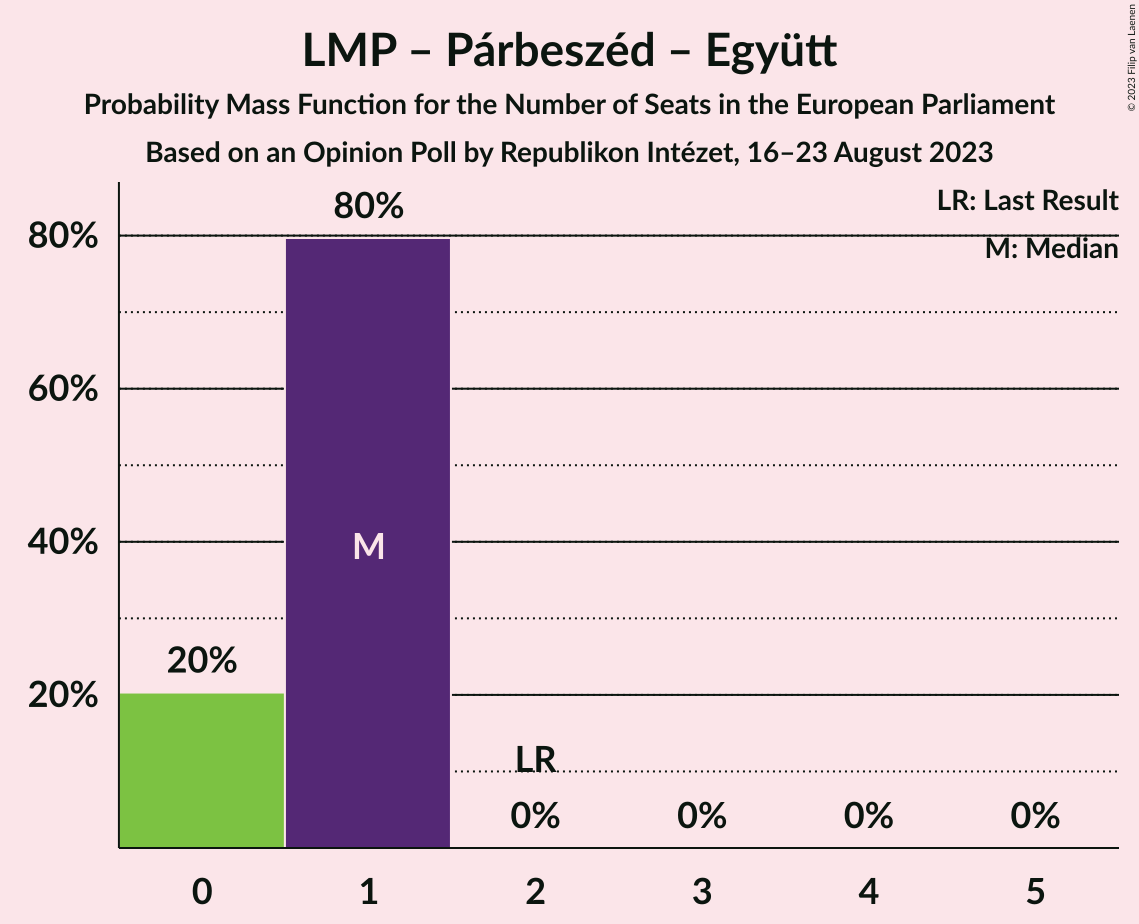 LMP – Párbeszéd – Együtt
Probability Mass Function for the Number of Seats in the European Parliament
Based on an Opinion Poll by Republikon Intézet, 16–23 August 2023
© 2023 Filip van Laenen
LR: Last Result
M: Median
80%
60%
40%
20%
20%
80%
M
LR
0%
0%
0%
0%
0 1 2 3 4 5